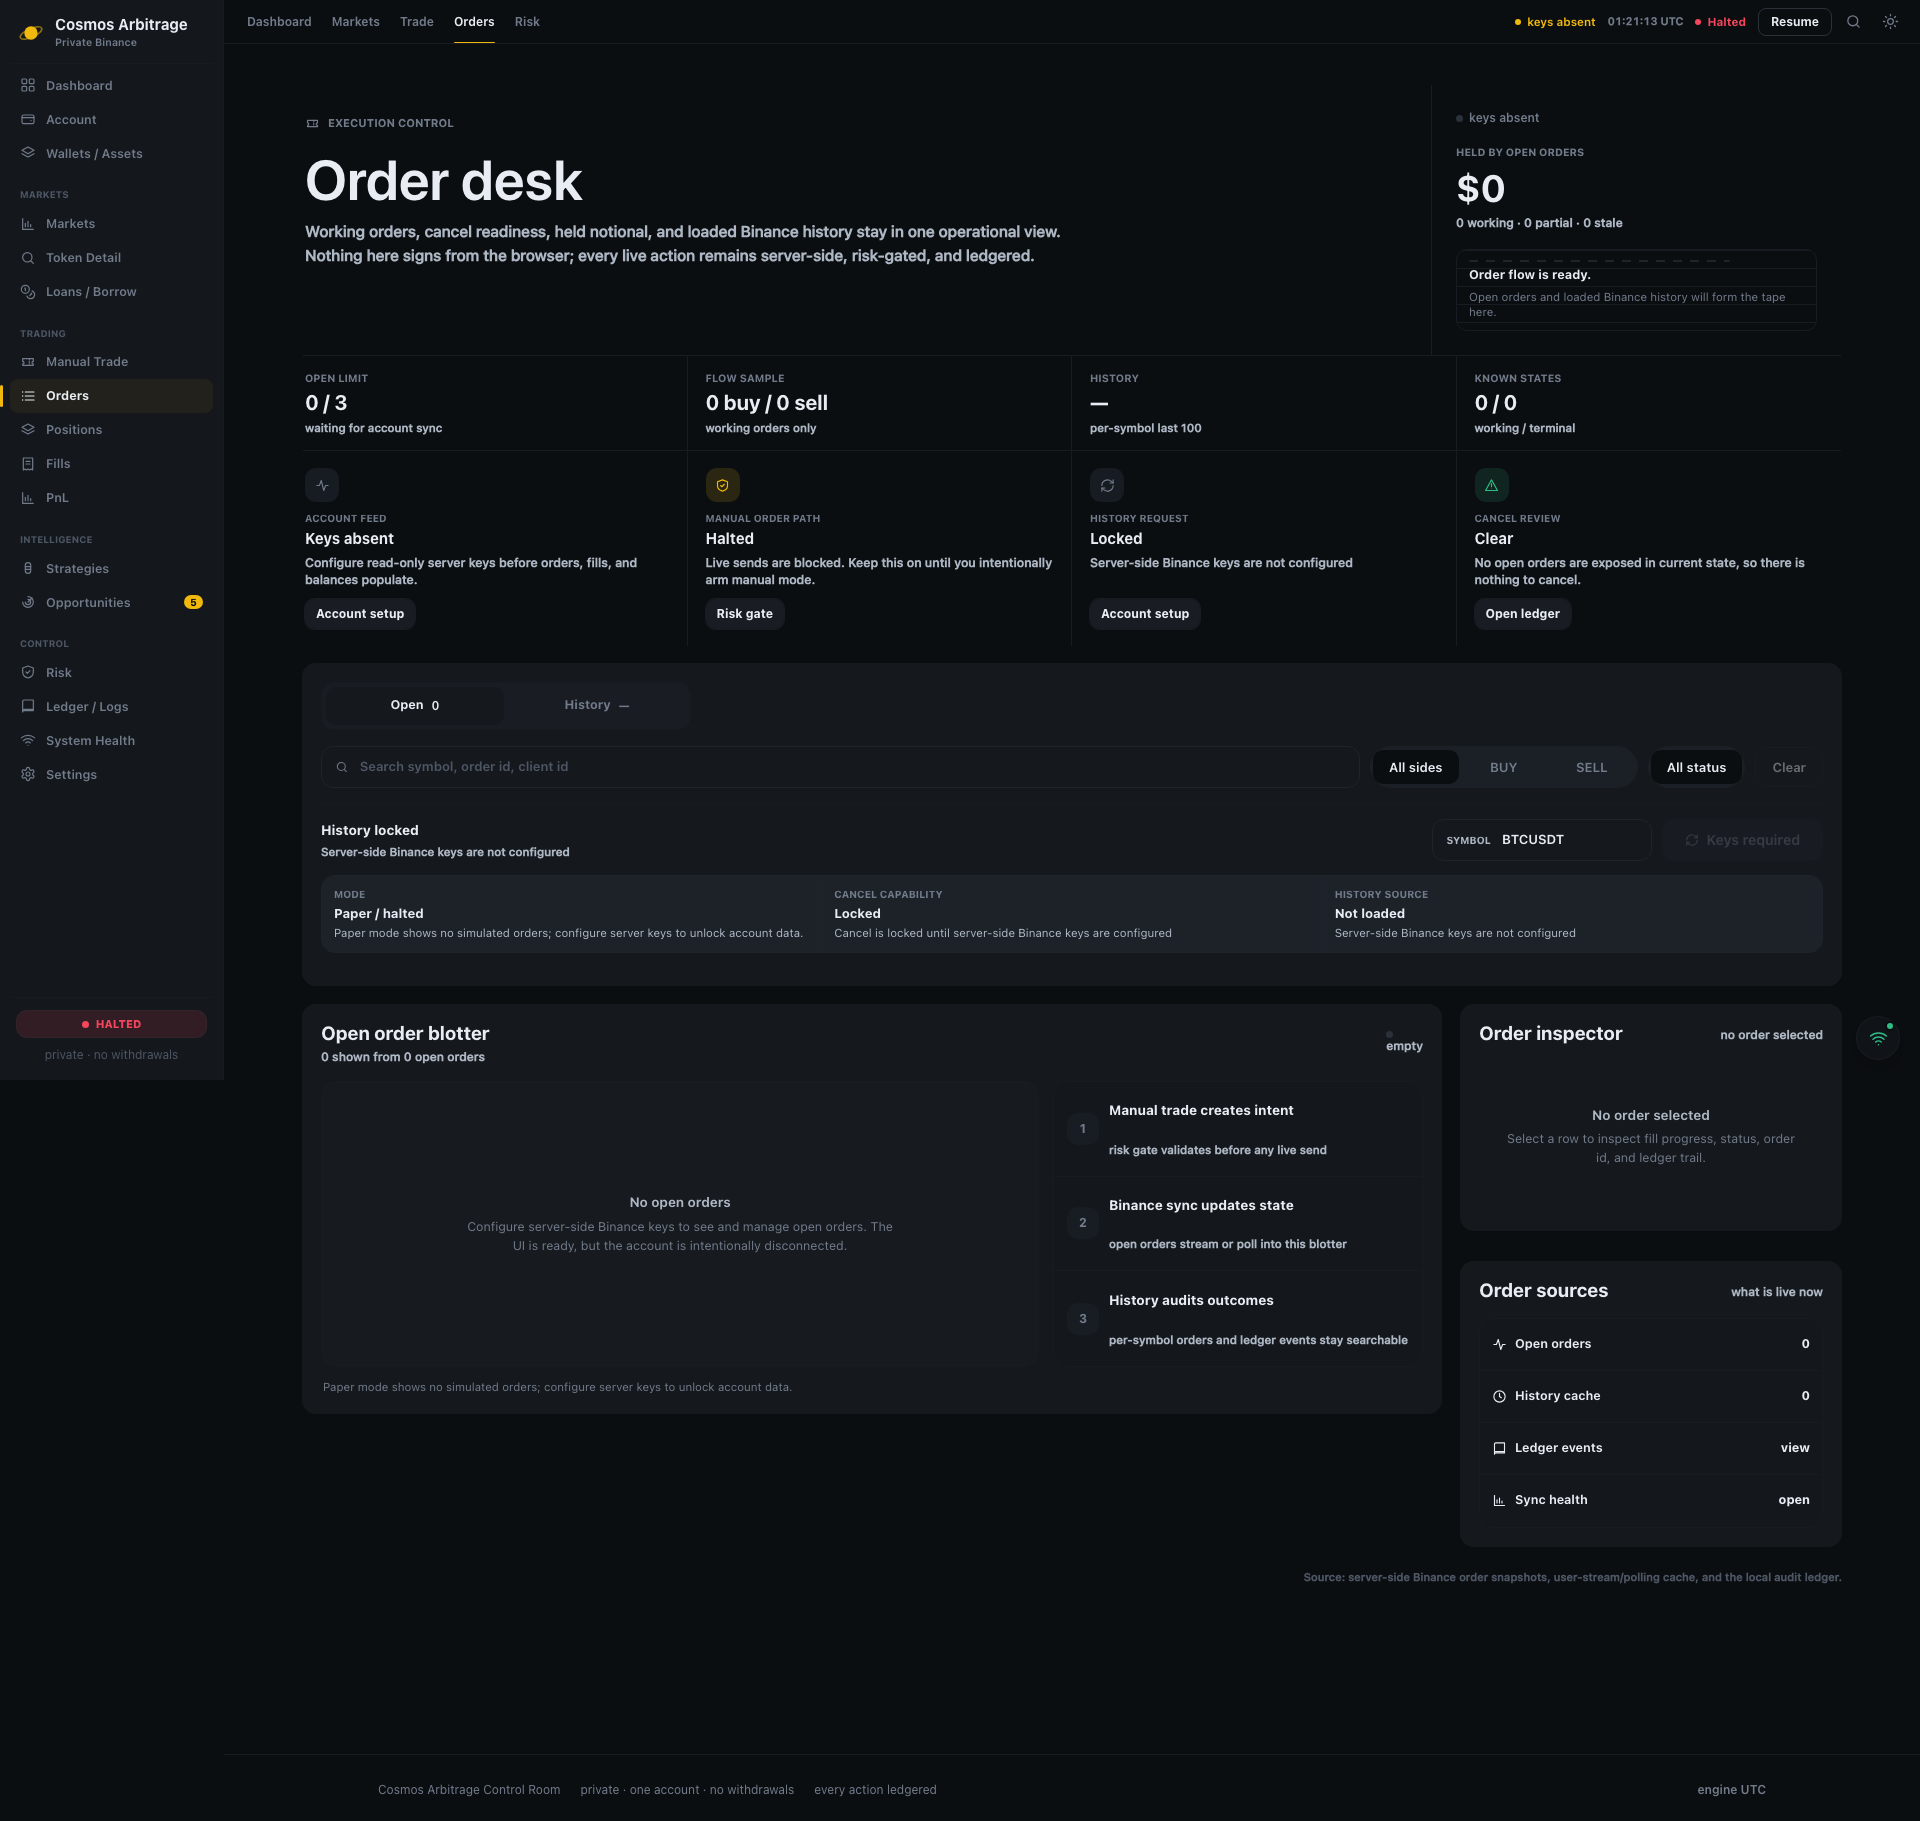 Cosmos Arbitrage
Private Binance
Dashboard
Account
Wallets / Assets
MARKETS
Markets
Token Detail
Loans / Borrow
TRADING
Manual Trade
Orders
Positions
Fills
PnL
INTELLIGENCE
Strategies
Opportunities 5
CONTROL
Risk
Ledger / Logs
System Health
Settings
HALTED
private · no withdrawals
Dashboard Markets Trade Orders Risk
keys absent 01:21:13 UTC Halted Resume
EXECUTION CONTROL
Order desk
Working orders, cancel readiness, held notional, and loaded Binance history stay in one operational view.
Nothing here signs from the browser; every live action remains server-side, risk-gated, and ledgered.
keys absent
HELD BY OPEN ORDERS
$0
0 working · 0 partial · 0 stale
Order flow is ready.
Open orders and loaded Binance history will form the tape
here.
OPEN LIMIT
0 / 3
waiting for account sync
FLOW SAMPLE
0 buy / 0 sell
working orders only
HISTORY
—
per-symbol last 100
KNOWN STATES
0 / 0
working / terminal
ACCOUNT FEED
Keys absent
Configure read-only server keys before orders, fills, and
balances populate.
Account setup
MANUAL ORDER PATH
Halted
Live sends are blocked. Keep this on until you intentionally
arm manual mode.
Risk gate
HISTORY REQUEST
Locked
Server-side Binance keys are not configured
Account setup
CANCEL REVIEW
Clear
No open orders are exposed in current state, so there is
nothing to cancel.
Open ledger
Open 0 History —
Search symbol, order id, client id
All sides BUY SELL All status Clear
History locked
Server-side Binance keys are not configured
SYMBOL BTCUSDT Keys required
MODE
Paper / halted
Paper mode shows no simulated orders; configure server keys to unlock account data.
CANCEL CAPABILITY
Locked
Cancel is locked until server-side Binance keys are configured
HISTORY SOURCE
Not loaded
Server-side Binance keys are not configured
Open order blotter
0 shown from 0 open orders
empty
No open orders
Configure server-side Binance keys to see and manage open orders. The
UI is ready, but the account is intentionally disconnected.
1
Manual trade creates intent
risk gate validates before any live send
2
Binance sync updates state
open orders stream or poll into this blotter
3
History audits outcomes
per-symbol orders and ledger events stay searchable
Paper mode shows no simulated orders; configure server keys to unlock account data.
Order inspector
no order selected
No order selected
Select a row to inspect fill progress, status, order
id, and ledger trail.
Order sources
what is live now
Open orders 0
History cache 0
Ledger events view
Sync health open
Source: server-side Binance order snapshots, user-stream/polling cache, and the local audit ledger.
Cosmos Arbitrage Control Room private · one account · no withdrawals every action ledgered
engine UTC